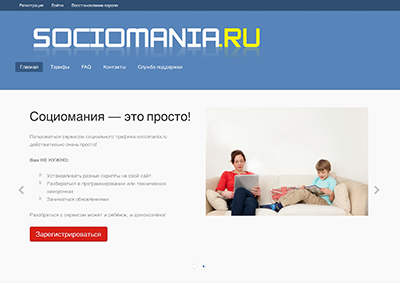 Регистрация Войти Восстановление пароля
SOCIOMANIA.RU
Главная Тарифы FAQ Контакты Служба поддержки
Социомания — это просто!
Пользоваться сервисом социального трафика sociomania.ru
действительно очень просто!
Вам НЕ НУЖНО:
Устанавливать разные скрипты на свой сайт
Разбираться в программировании или технических
заморочках
Заниматься обновлениями
Разобраться с сервисом может и ребёнок, и домохозяйка!
Зарегистрироваться